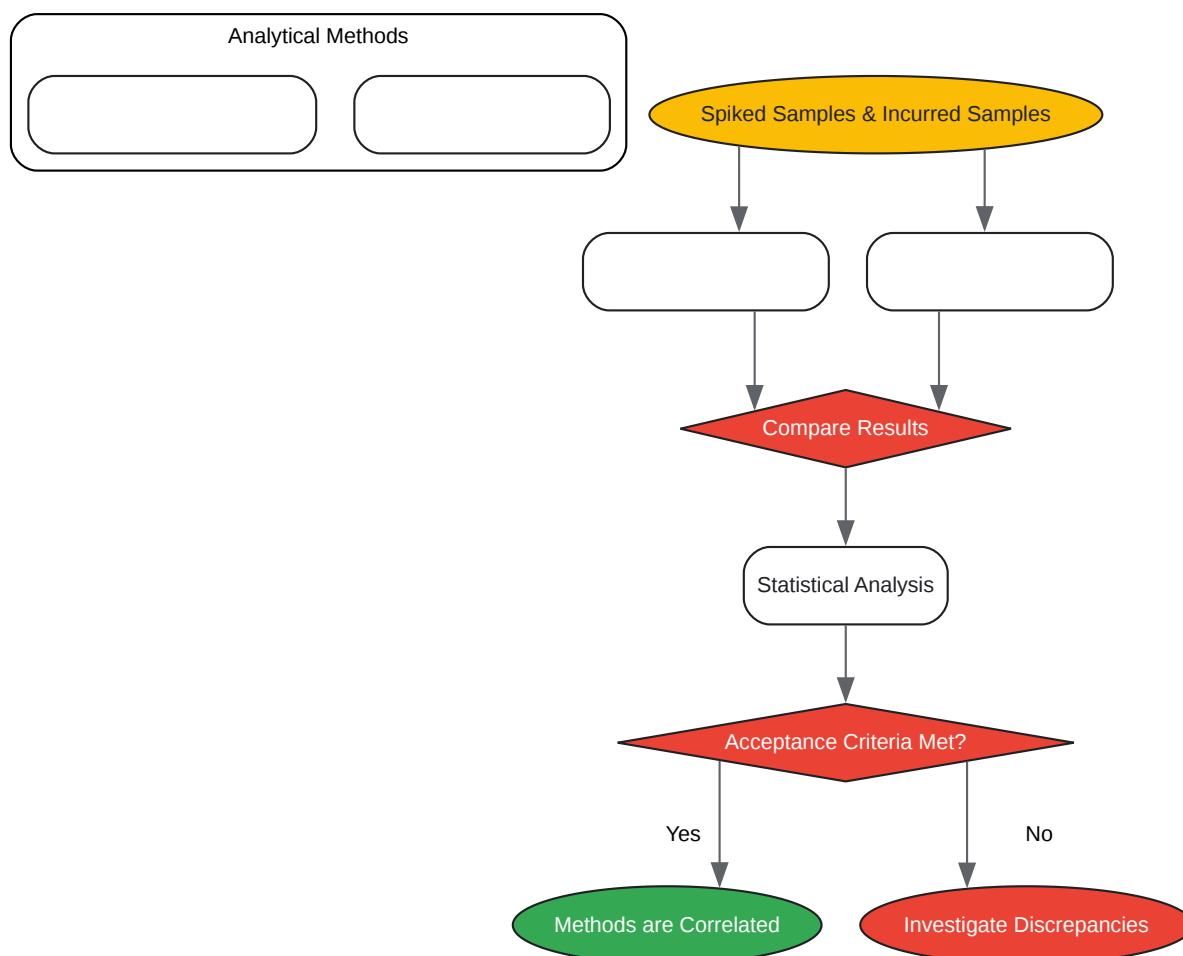 Analytical Methods
Spiked Samples & Incurred Samples
Compare Results
Statistical Analysis
Acceptance Criteria Met?
Yes
No
Methods are Correlated
Investigate Discrepancies